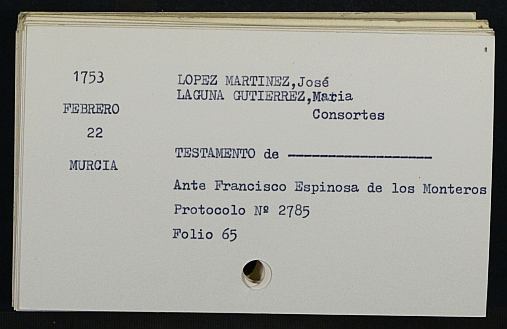 1753
FEBRERO
22
MURCIA
LOPEZ MARTINEZ,José
LAGUNA GUTIERREZ,Maria
Consortes
TESTAMENTO de ------------------
Ante Francisco Espinosa de los Monteros
Protocolo Nº 2785
Folio 65